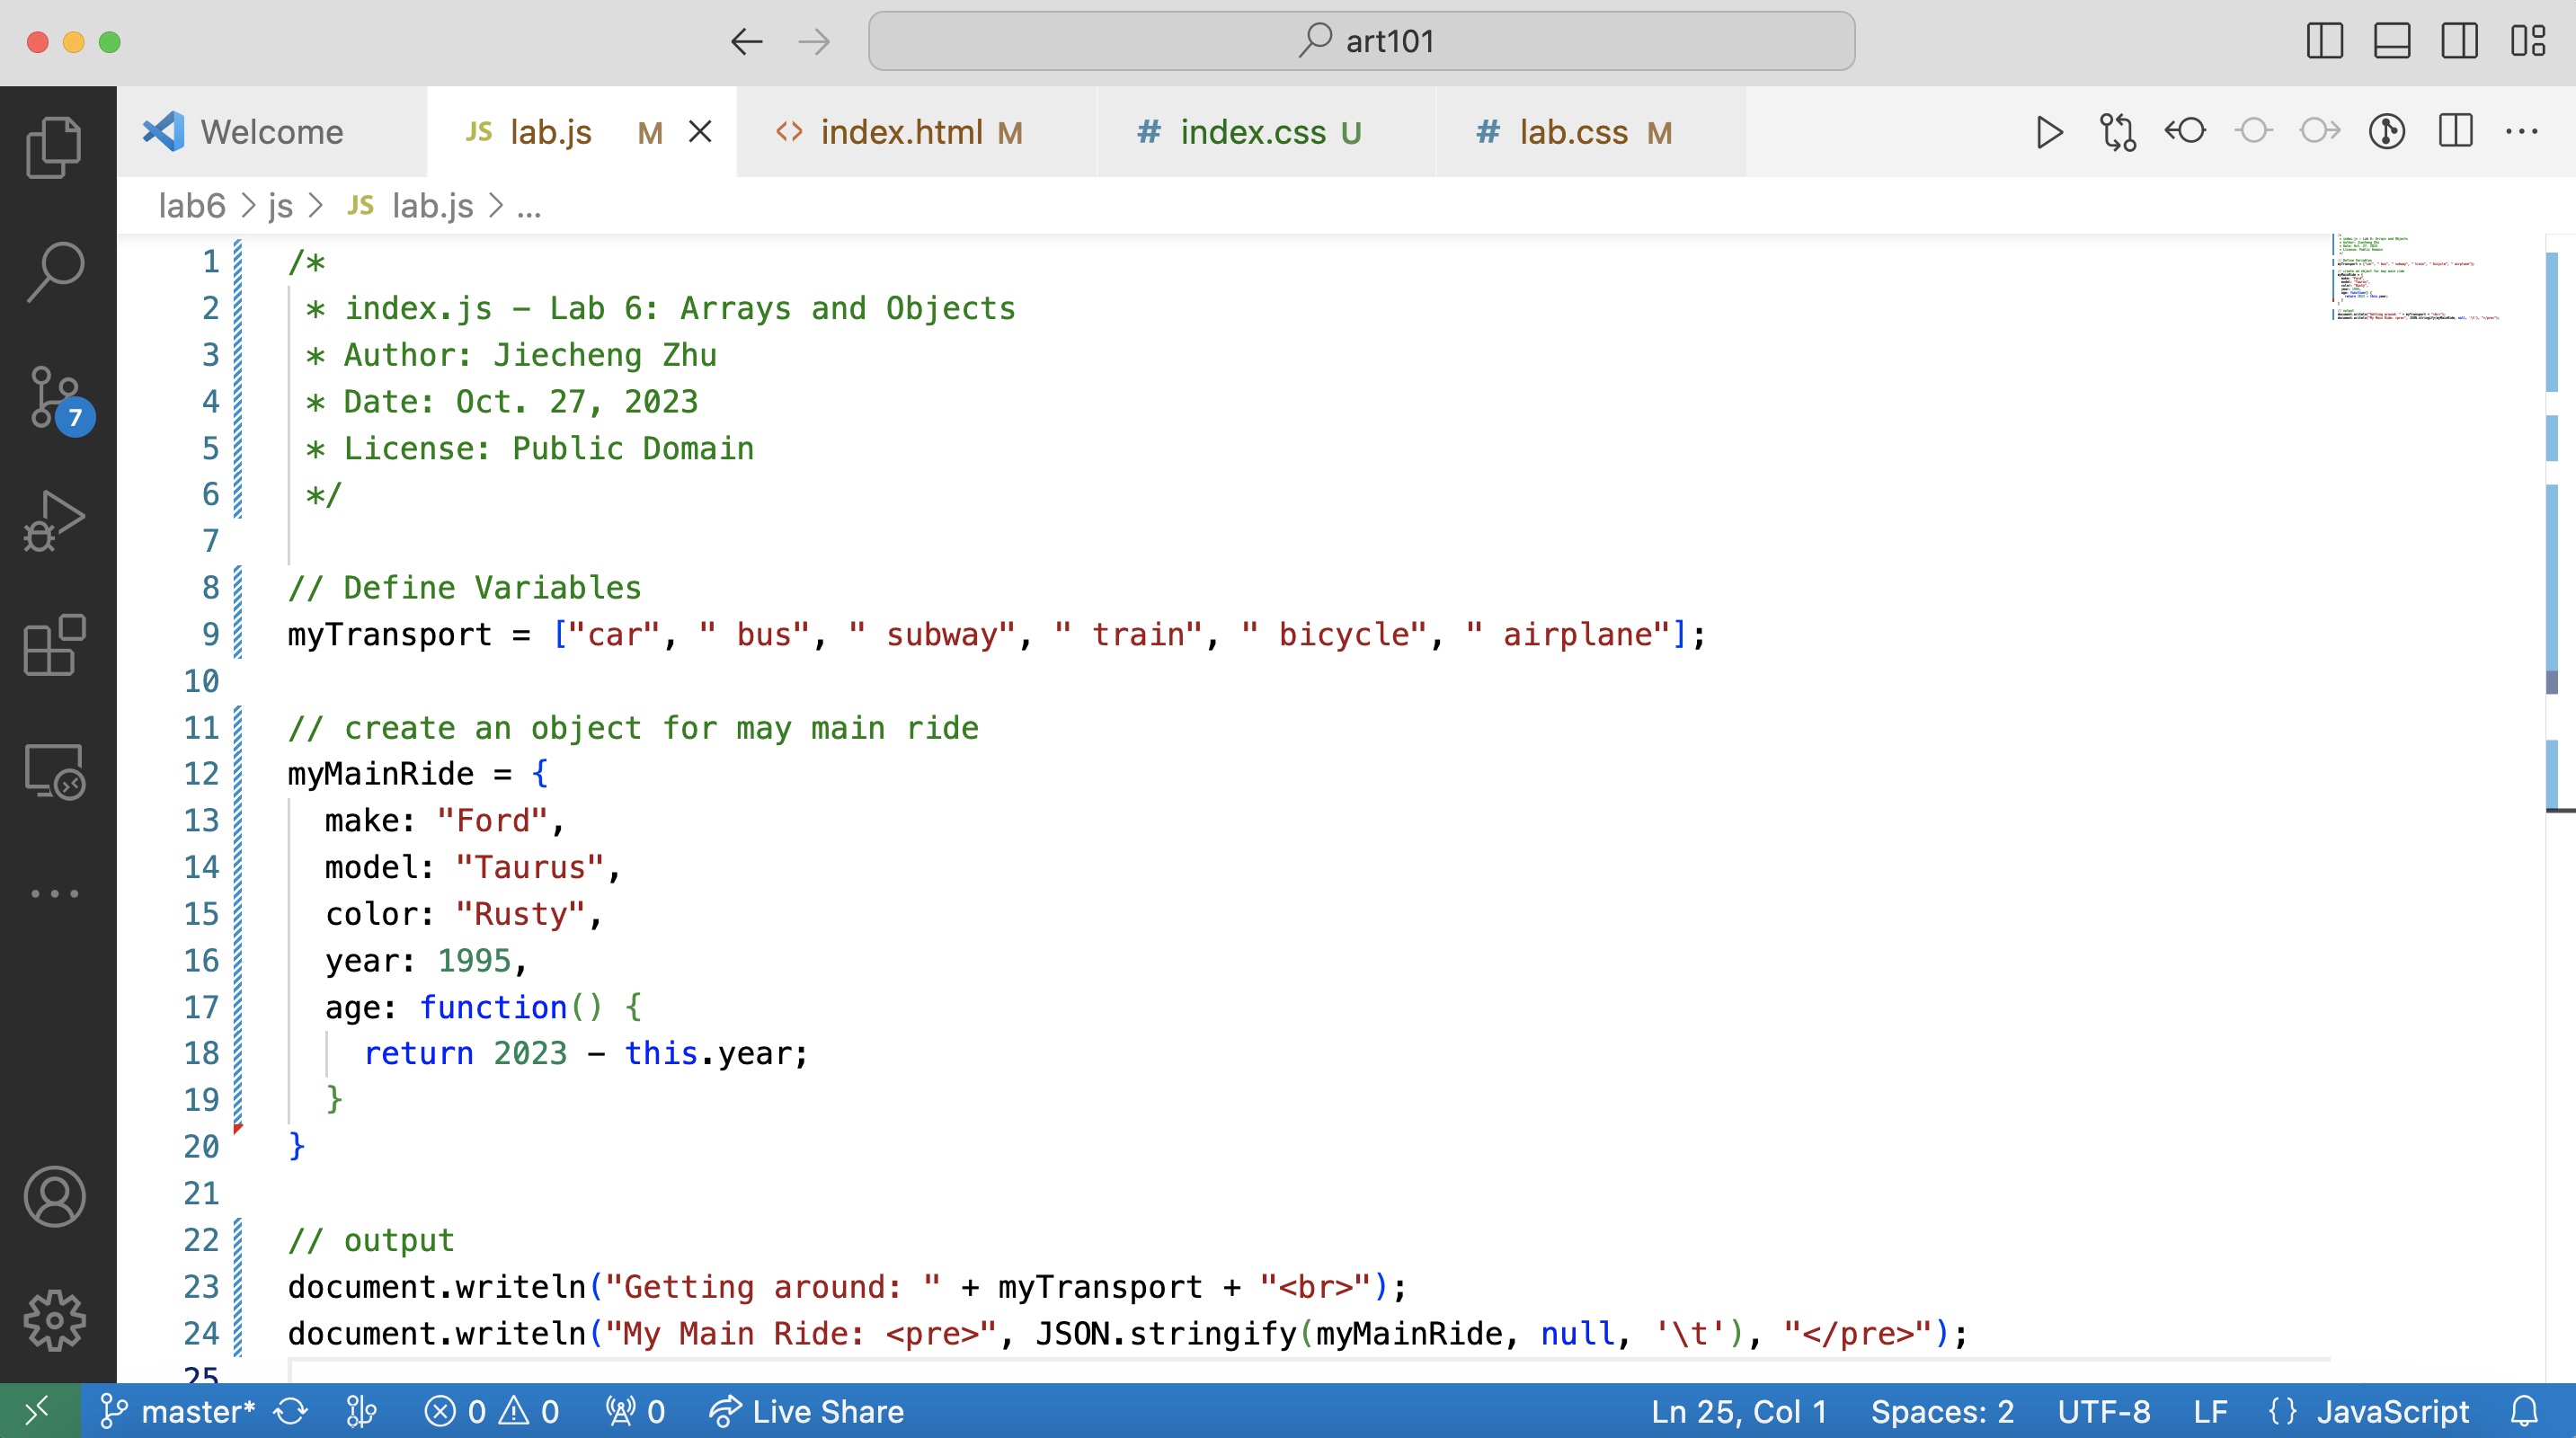 art101
Welcome
JS lab.js M
<> index.html M
# index.css U
# lab.css M
lab6 > js > JS lab.js > ...
1 /*
2 * index.js – Lab 6: Arrays and Objects
3 * Author: Jiecheng Zhu
4 * Date: Oct. 27, 2023
5 * License: Public Domain
6 */
7
8 // Define Variables
9 myTransport = ["car", " bus", " subway", " train", " bicycle", " airplane"];
10
11 // create an object for may main ride
12 myMainRide = {
13 make: "Ford",
14 model: "Taurus",
15 color: "Rusty",
16 year: 1995,
17 age: function() {
18 return 2023 – this.year;
19 }
20 }
21
22 // output
23 document.writeln("Getting around: " + myTransport + "<br>");
24 document.writeln("My Main Ride: <pre>", JSON.stringify(myMainRide, null, '\t'), "</pre>");
25
7
master* 0 0 0 Live Share Ln 25, Col 1 Spaces: 2 UTF-8 LF {} JavaScript